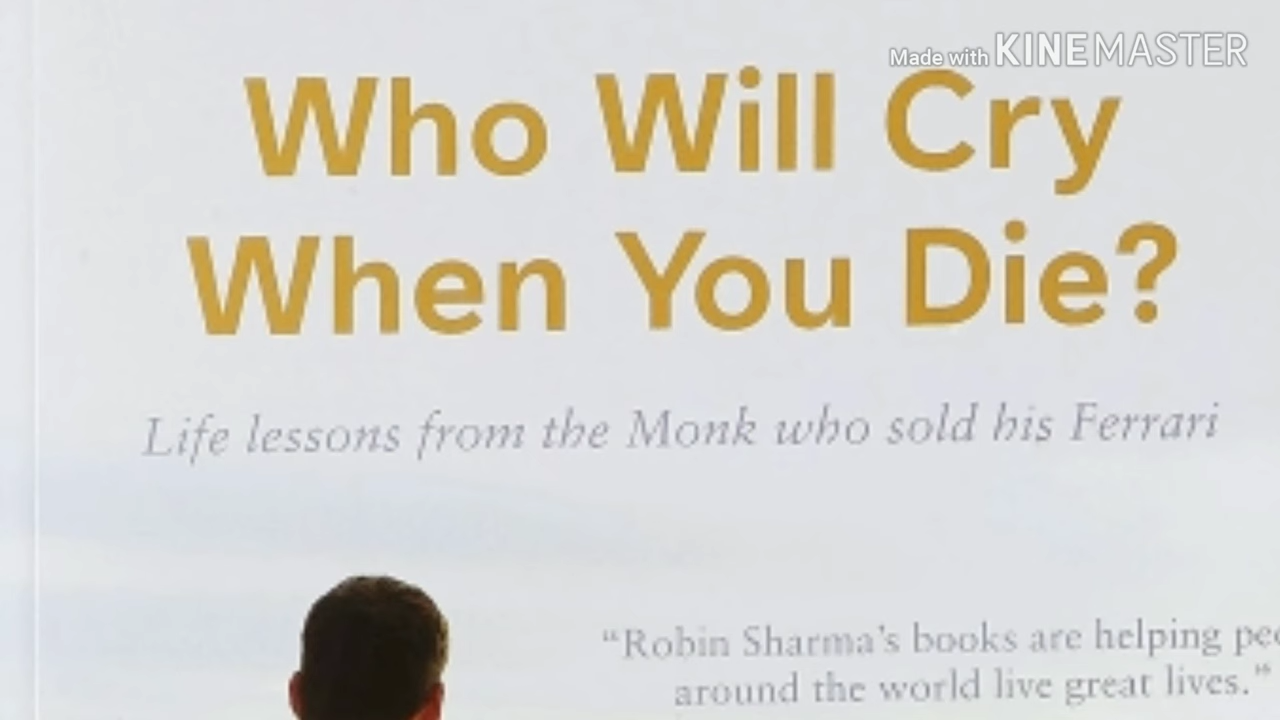 Made with KINEMASTER
Who Will Cry
When You Die?
Life lessons from the Monk who sold his Ferrari
“Robin Sharma’s books are helping
around the world live great lives.”